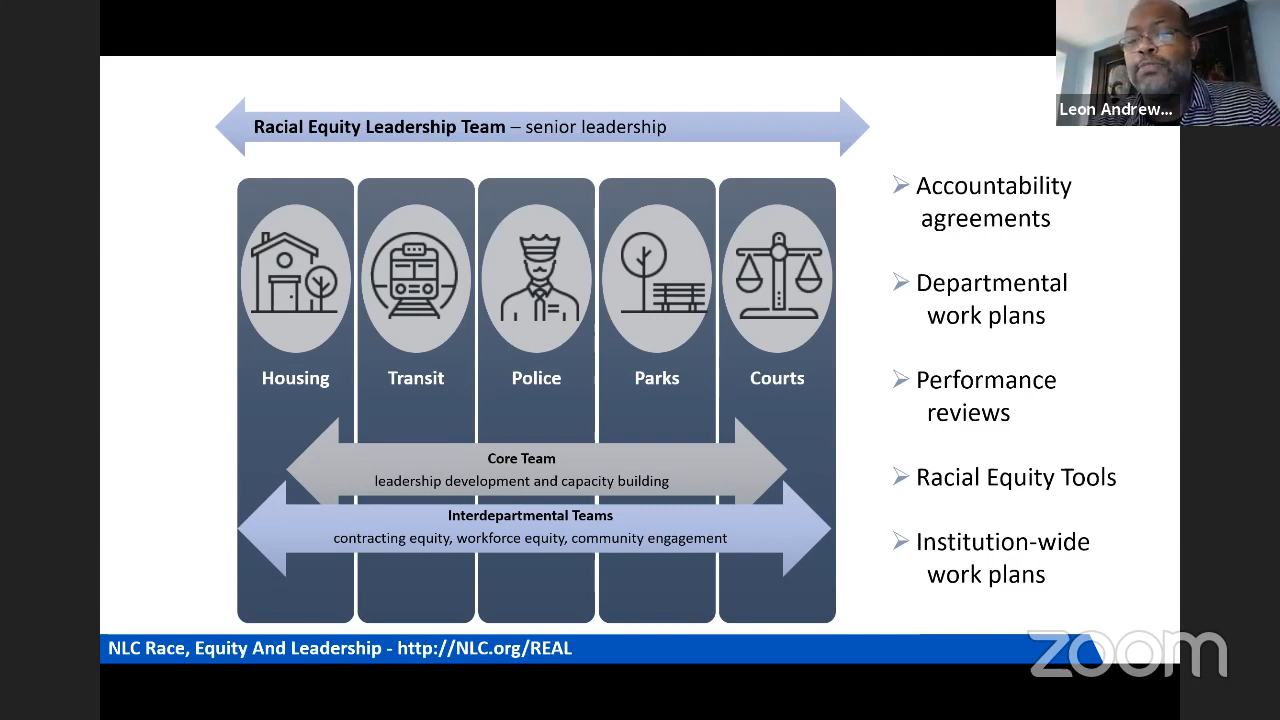 Leon Andrew...
Racial Equity Leadership Team – senior leadership
Housing
Transit
Police
Parks
Courts
Core Team
leadership development and capacity building
Interdepartmental Teams
contracting equity, workforce equity, community engagement
Accountability
agreements
Departmental
work plans
Performance
reviews
Racial Equity Tools
Institution-wide
work plans
NLC Race, Equity And Leadership - http://NLC.org/REAL
zoom